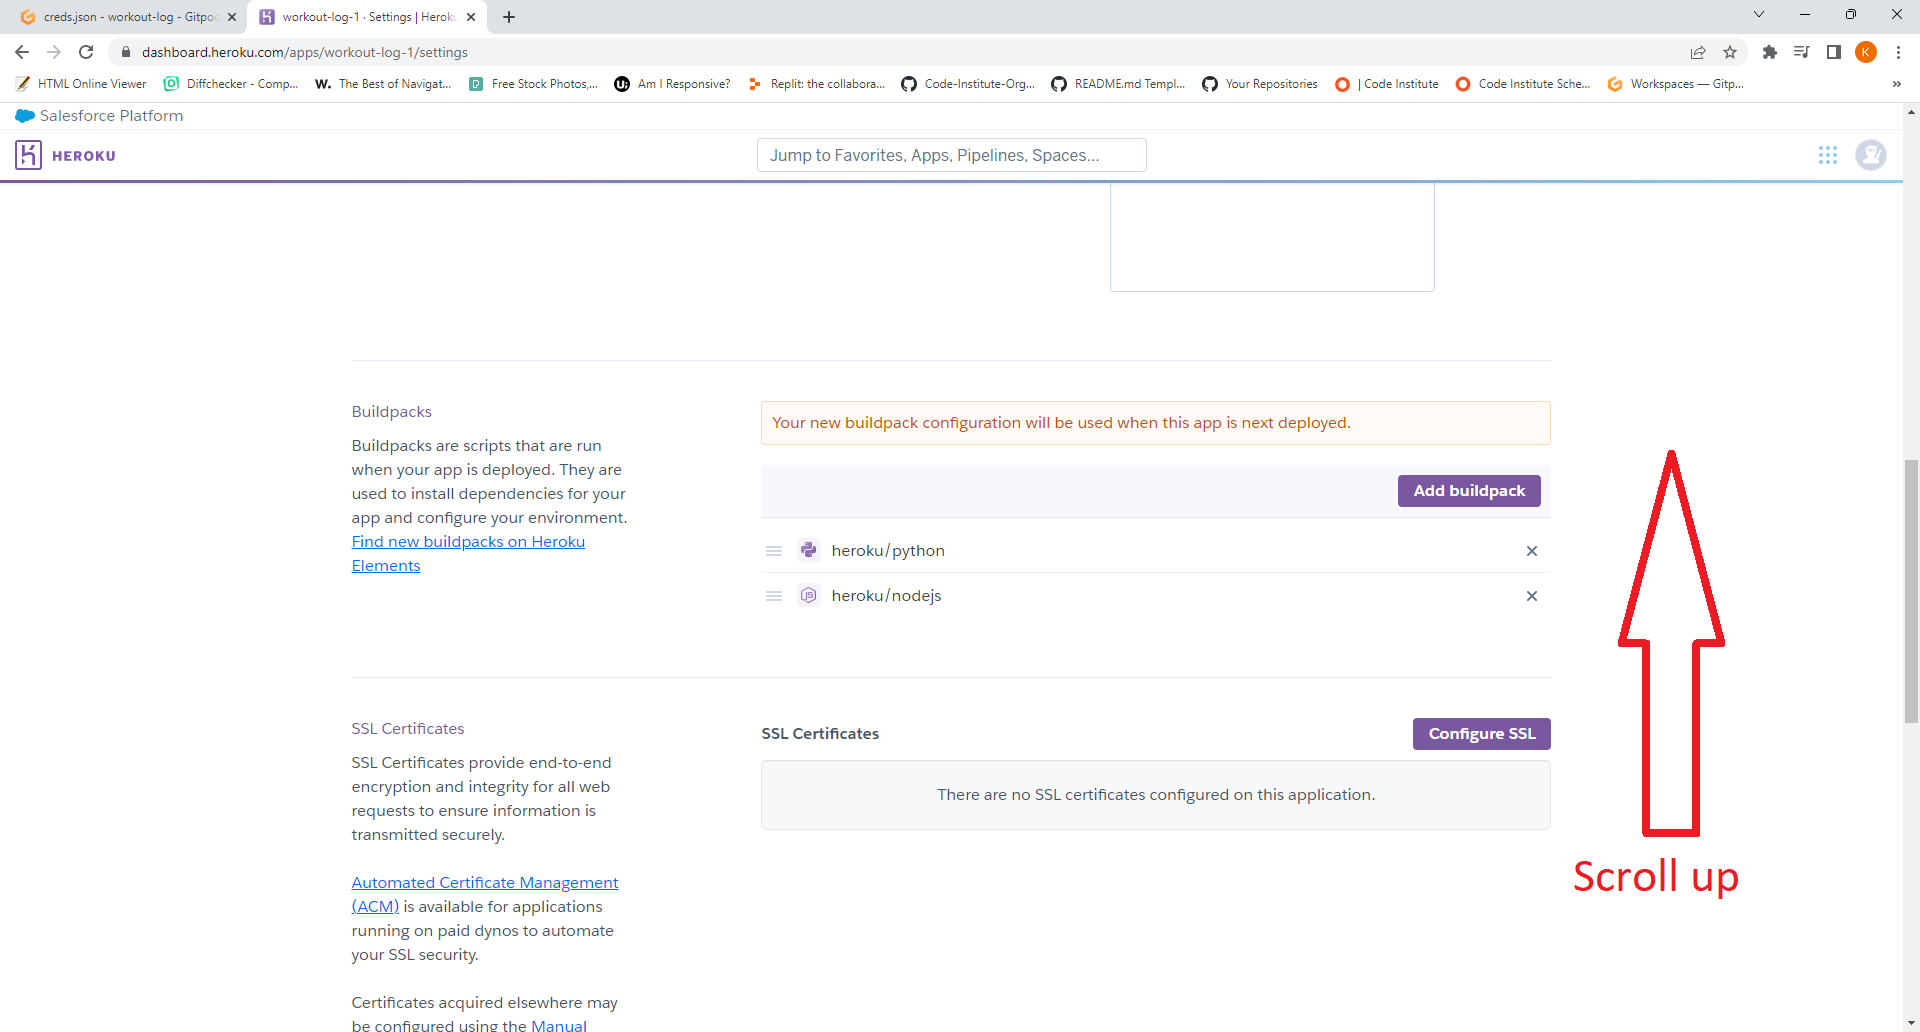 creds.json - workout-log - Gitpo
workout-log-1 · Settings | Heroku
dashboard.heroku.com/apps/workout-log-1/settings
K
HTML Online Viewer
Diffchecker - Comp...
W.
The Best of Navigat...
Free Stock Photos,...
Am I Responsive?
Replit: the collabora...
Code-Institute-Org...
README.md Templ...
Your Repositories
| Code Institute
Code Institute Sche...
Workspaces — Gitp...
»
Salesforce Platform
HEROKU
Jump to Favorites, Apps, Pipelines, Spaces...
Buildpacks
Buildpacks are scripts that are run
when your app is deployed. They are
used to install dependencies for your
app and configure your environment.
Find new buildpacks on Heroku
Elements
Your new buildpack configuration will be used when this app is next deployed.
Add buildpack
heroku/python
heroku/nodejs
SSL Certificates
SSL Certificates provide end-to-end
encryption and integrity for all web
requests to ensure information is
transmitted securely.
Automated Certificate Management
(ACM) is available for applications
running on paid dynos to automate
your SSL security.
Certificates acquired elsewhere may
be configured using the Manual
SSL Certificates
Configure SSL
There are no SSL certificates configured on this application.
Scroll up